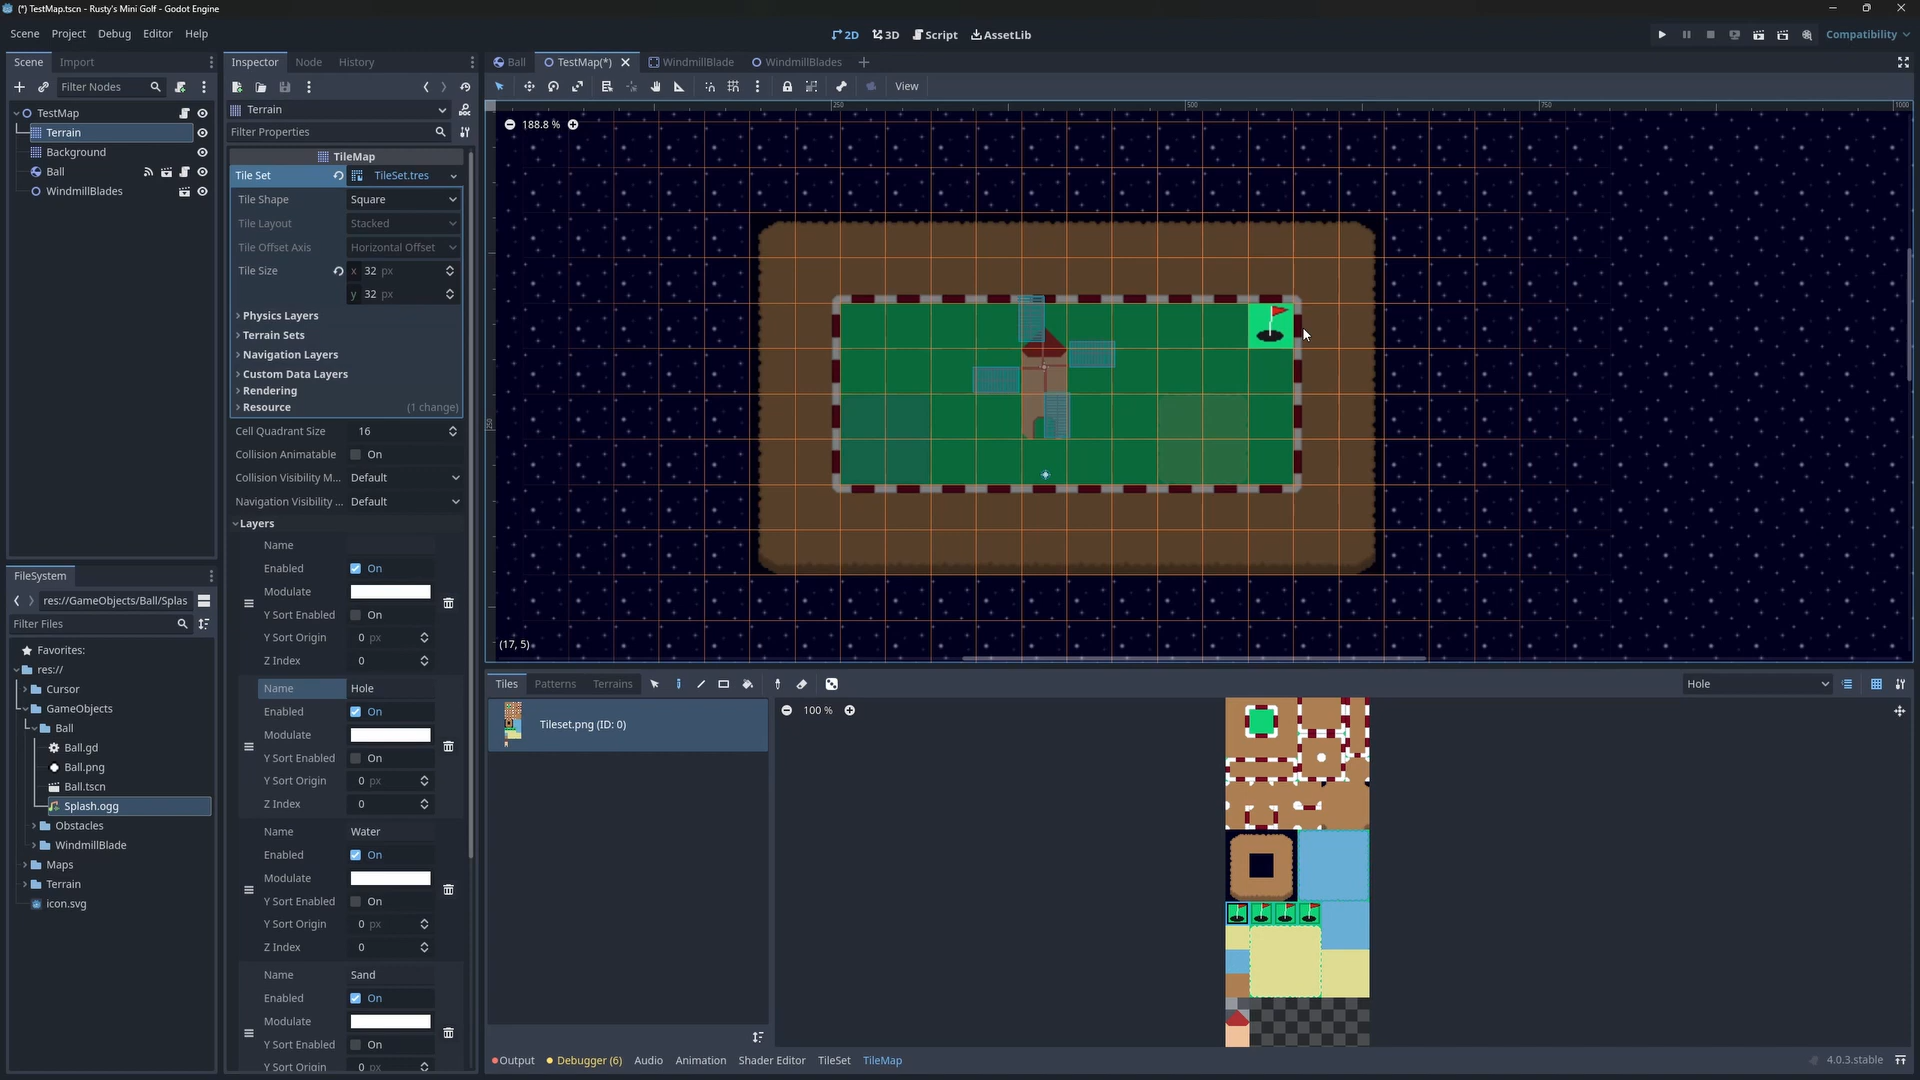 (*) TestMap.tscn - Rusty's Mini Golf - Godot Engine
Scene Project Debug Editor Help
2D 3D Script AssetLib
Compatibility
Scene Import
Filter Nodes
TestMap
Terrain
Background
Ball
WindmillBlades
FileSystem
res://GameObjects/Ball/Splas
Filter Files
Favorites:
res://
Cursor
GameObjects
Ball
Ball.gd
Ball.png
Ball.tscn
Splash.ogg
Obstacles
WindmillBlade
Maps
Terrain
icon.svg
Inspector Node History
Terrain
Filter Properties
TileMap
Tile Set TileSet.tres
Tile Shape Square
Tile Layout Stacked
Tile Offset Axis Horizontal Offset
Tile Size x 32 px
y 32 px
Physics Layers
Terrain Sets
Navigation Layers
Custom Data Layers
Rendering
Resource (1 change)
Cell Quadrant Size 16
Collision Animatable On
Collision Visibility M... Default
Navigation Visibility ... Default
Layers
Name
Enabled On
Modulate
Y Sort Enabled On
Y Sort Origin 0 px
Z Index 0
Name Hole
Enabled On
Modulate
Y Sort Enabled On
Y Sort Origin 0 px
Z Index 0
Name Water
Enabled On
Modulate
Y Sort Enabled On
Y Sort Origin 0 px
Z Index 0
Name Sand
Enabled On
Modulate
Y Sort Enabled On
Y Sort Origin 0 px
Ball TestMap(*) WindmillBlade WindmillBlades
View
250 500 750 1000
188.8 %
250
(17, 5)
Tiles Patterns Terrains
Hole
Tileset.png (ID: 0)
100 %
Output Debugger (6) Audio Animation Shader Editor TileSet TileMap
4.0.3.stable